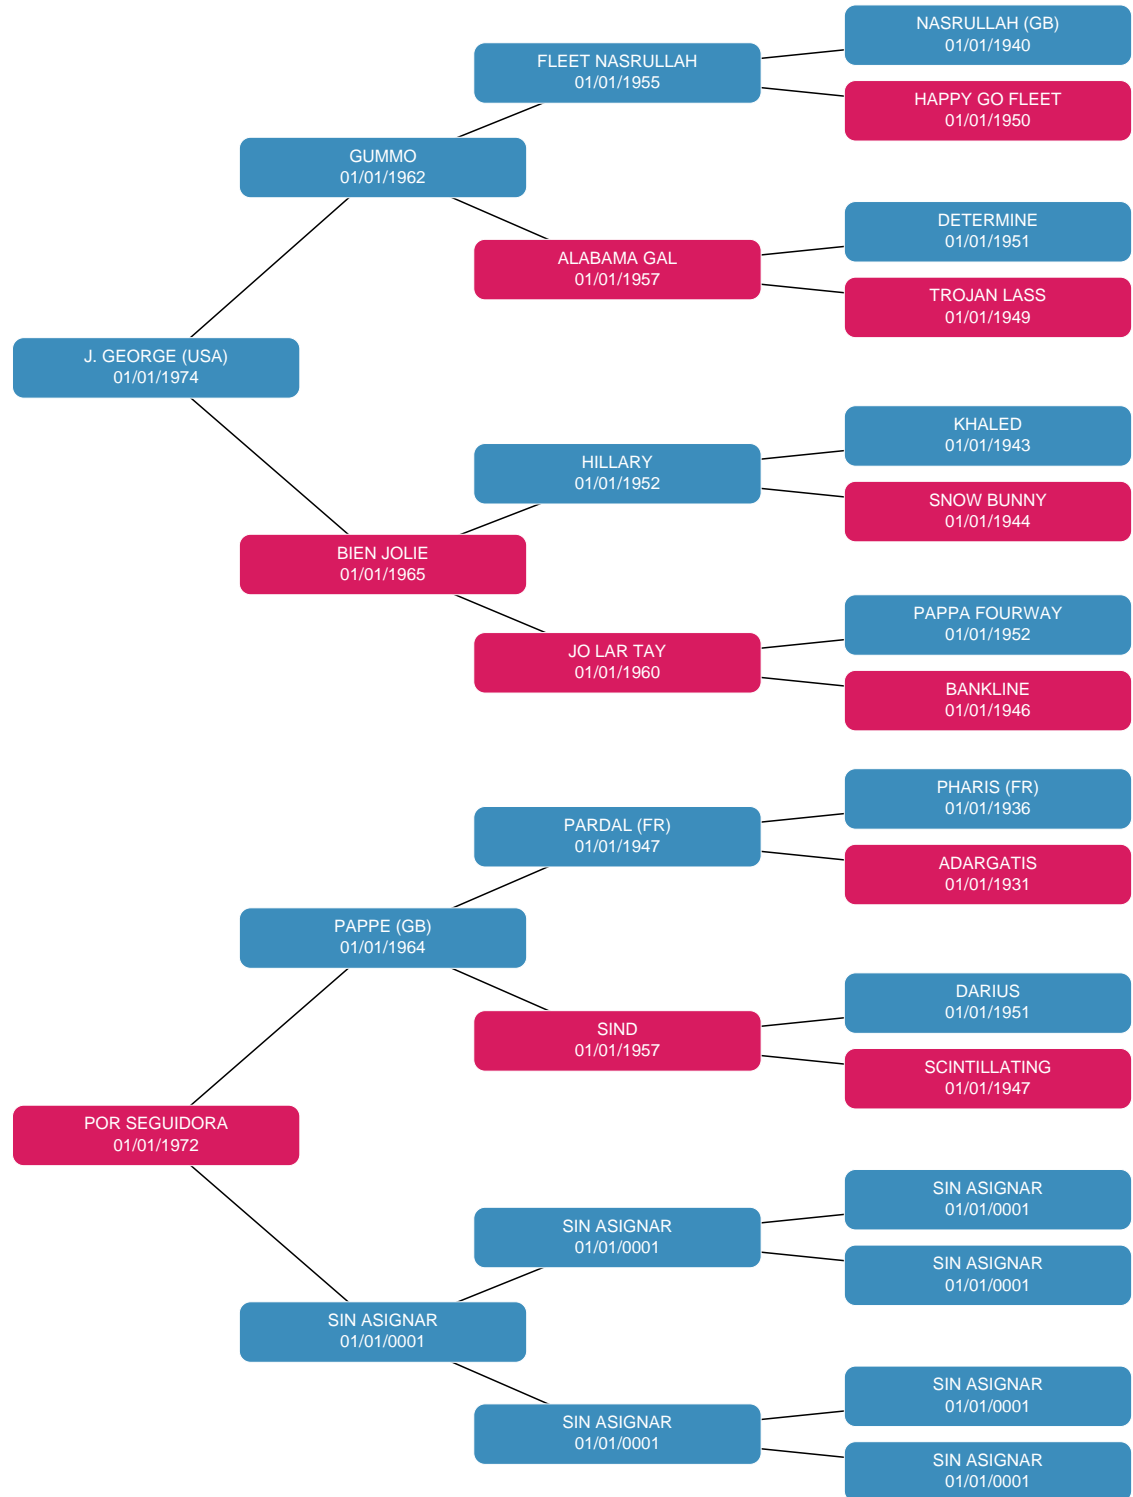 NASRULLAH (GB)
01/01/1940
FLEET NASRULLAH
01/01/1955
HAPPY GO FLEET
01/01/1950
GUMMO
01/01/1962
DETERMINE
01/01/1951
ALABAMA GAL
01/01/1957
TROJAN LASS
01/01/1949
J. GEORGE (USA)
01/01/1974
KHALED
01/01/1943
HILLARY
01/01/1952
SNOW BUNNY
01/01/1944
BIEN JOLIE
01/01/1965
PAPPA FOURWAY
01/01/1952
JO LAR TAY
01/01/1960
BANKLINE
01/01/1946
PHARIS (FR)
01/01/1936
PARDAL (FR)
01/01/1947
ADARGATIS
01/01/1931
PAPPE (GB)
01/01/1964
DARIUS
01/01/1951
SIND
01/01/1957
SCINTILLATING
01/01/1947
POR SEGUIDORA
01/01/1972
SIN ASIGNAR
01/01/0001
SIN ASIGNAR
01/01/0001
SIN ASIGNAR
01/01/0001
SIN ASIGNAR
01/01/0001
SIN ASIGNAR
01/01/0001
SIN ASIGNAR
01/01/0001
SIN ASIGNAR
01/01/0001